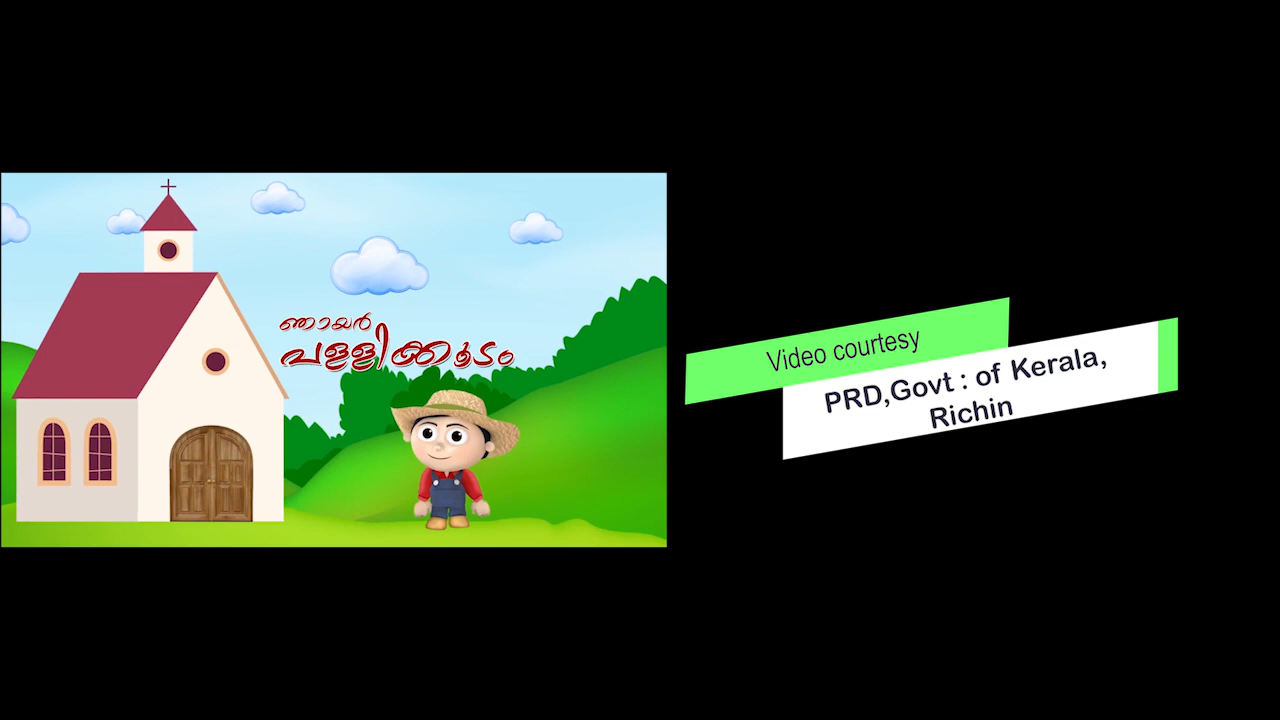 ഞായർ
പള്ളിക്കൂടം
Video courtesy
PRD,Govt : of Kerala,
Richin